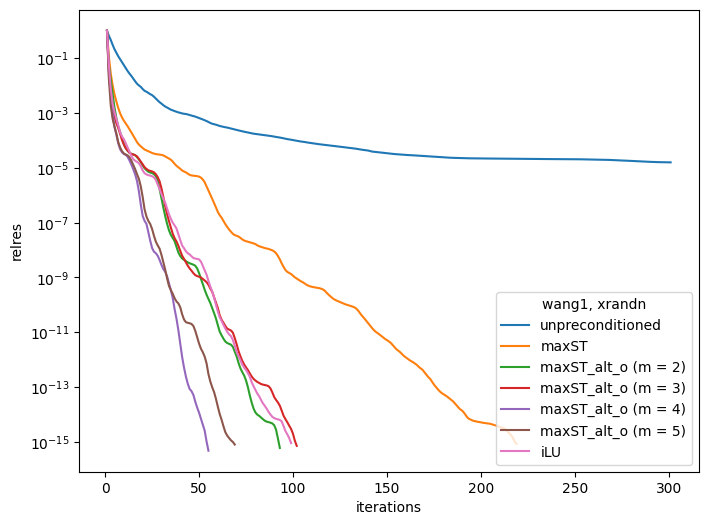 10^-1
10^-3
10^-5
10^-7
10^-9
10^-11
10^-13
10^-15
relres
0
50
100
150
200
250
300
iterations
wang1, xrandn
unpreconditioned
maxST
maxST_alt_o (m = 2)
maxST_alt_o (m = 3)
maxST_alt_o (m = 4)
maxST_alt_o (m = 5)
iLU